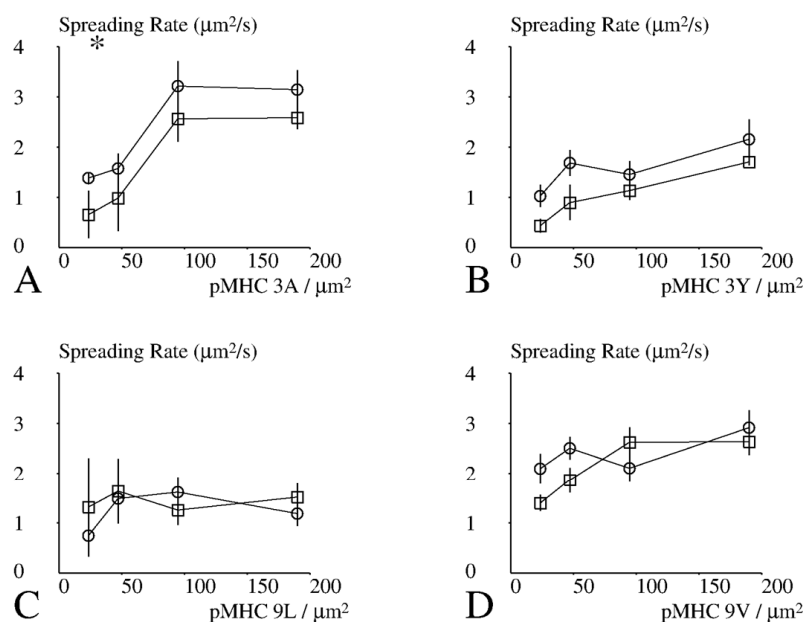 Spreading Rate (μm²/s)
*
4
3
2
1
0
0 50 100 150 200
A
pMHC 3A / μm²
Spreading Rate (μm²/s)
4
3
2
1
0
0 50 100 150 200
B
pMHC 3Y / μm²
Spreading Rate (μm²/s)
4
3
2
1
0
0 50 100 150 200
C
pMHC 9L / μm²
Spreading Rate (μm²/s)
4
3
2
1
0
0 50 100 150 200
D
pMHC 9V / μm²